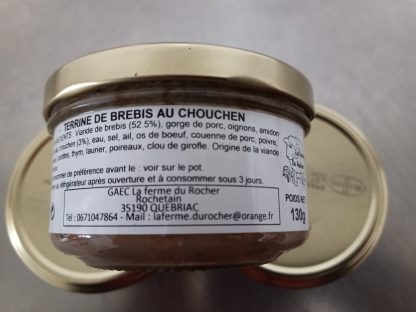 TERRINE DE BREBIS AU CHOUCHEN
Viande de brebis (52.5%), gorge de porc, oignons, amidon
chouchen (3%), eau, sel, ail, os de boeuf, couenne de porc, poivre,
thym, laurier, poireaux, clou de girofle. Origine de la viande
de préférence avant le : voir sur le pot.
au réfrigérateur après ouverture et à consommer sous 3 jours.
GAEC La ferme du Rocher
Rochetain
35190 QUEBRIAC
Tél : 0671047864 - Mail : laferme.durocher@orange.fr
POIDS NET
130g